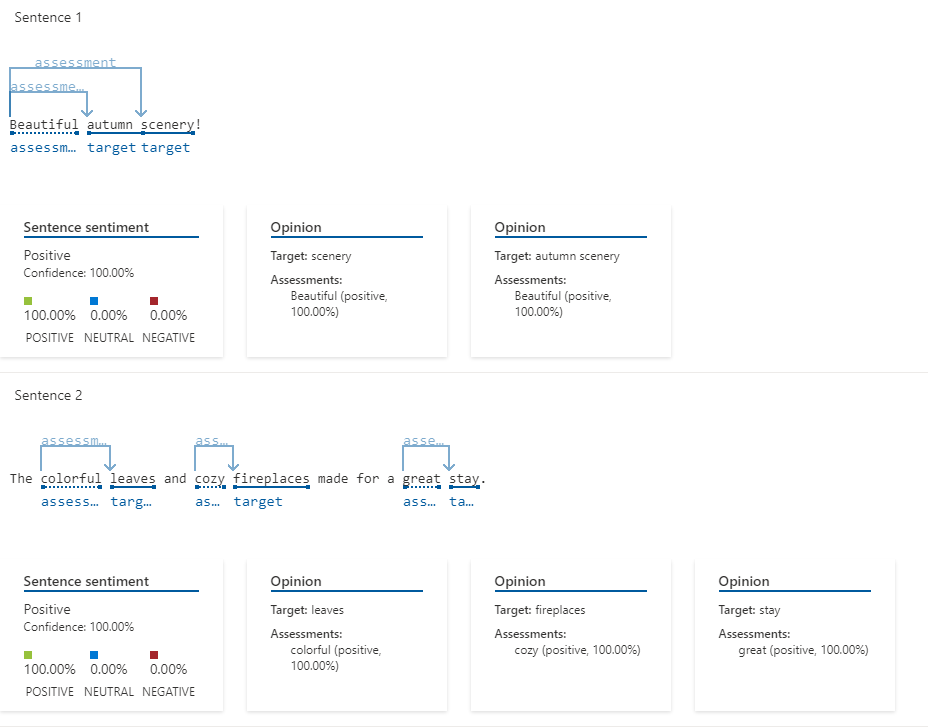 Sentence 1
assessment
assessme...
Beautiful autumn scenery!
assessm... target target
Sentence sentiment
Positive
Confidence: 100.00%
100.00% 0.00% 0.00%
POSITIVE NEUTRAL NEGATIVE
Opinion
Target: scenery
Assessments:
Beautiful (positive,
100.00%)
Opinion
Target: autumn scenery
Assessments:
Beautiful (positive,
100.00%)
Sentence 2
assessm... ass... asse...
The colorful leaves and cozy fireplaces made for a great stay.
assess... targ... as... target ass... ta...
Sentence sentiment
Positive
Confidence: 100.00%
100.00% 0.00% 0.00%
POSITIVE NEUTRAL NEGATIVE
Opinion
Target: leaves
Assessments:
colorful (positive,
100.00%)
Opinion
Target: fireplaces
Assessments:
cozy (positive, 100.00%)
Opinion
Target: stay
Assessments:
great (positive, 100.00%)